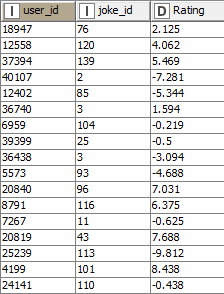 I user_id I joke_id D Rating
18947 76 2.125
12558 120 4.062
37394 139 5.469
40107 2 -7.281
12402 85 -5.344
36740 3 1.594
6959 104 -0.219
39399 25 -0.5
36438 3 -3.094
5573 93 -4.688
20840 96 7.031
8791 116 6.375
7267 11 -0.625
20819 43 7.688
25239 113 -9.812
4199 101 8.438
24141 110 -0.438